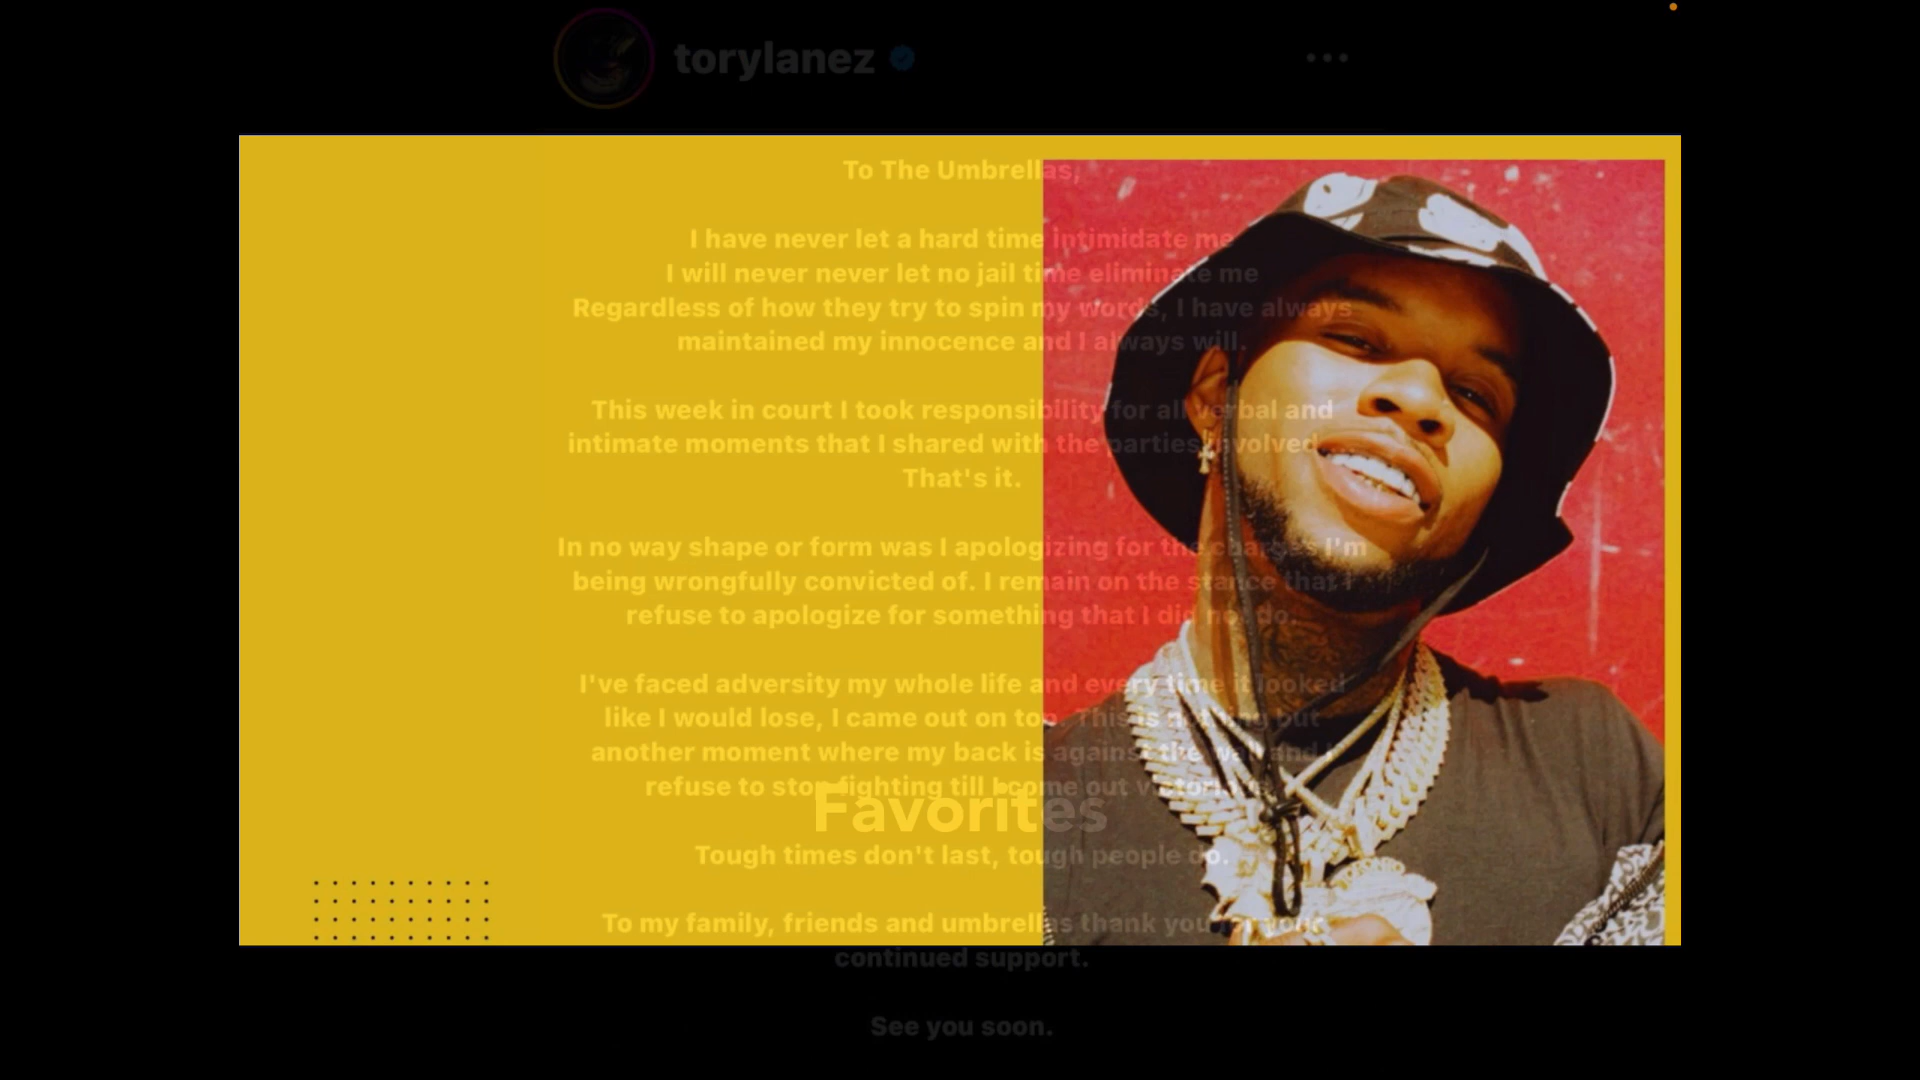 torylanez
To The Umbrellas,
I have never let a hard time intimidate me
I will never never let no jail time eliminate me
Regardless of how they try to spin my words, I have always
maintained my innocence and I always will.
This week in court I took responsibility for all verbal and
intimate moments that I shared with the parties involved
That's it.
In no way shape or form was I apologizing for the charges I'm
being wrongfully convicted of. I remain on the stance that I
refuse to apologize for something that I did not do.
I've faced adversity my whole life and every time it looked
like I would lose, I came out on top. This is nothing but
another moment where my back is against the wall and I
refuse to stop fighting till I come out victorious.
Favorites
Tough times don't last, tough people do.
To my family, friends and umbrellas thank you for your
continued support.
See you soon.